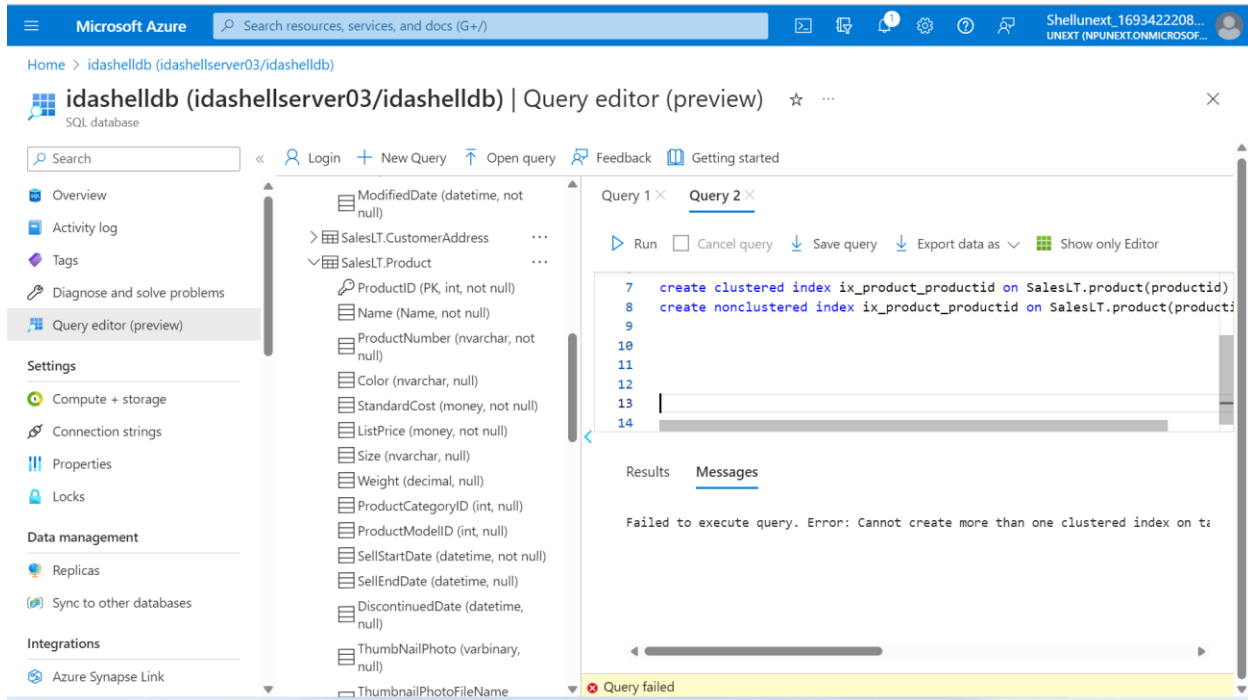 Microsoft Azure
Search resources, services, and docs (G+/)
1
Shellunext_1693422208...
UNEXT (NPUNEXT.ONMICROSOF...
Home > idashelldb (idashellserver03/idashelldb)
idashelldb (idashellserver03/idashelldb) | Query editor (preview)
SQL database
Search
Overview
Activity log
Tags
Diagnose and solve problems
Query editor (preview)
Settings
Compute + storage
Connection strings
Properties
Locks
Data management
Replicas
Sync to other databases
Integrations
Azure Synapse Link
Login
New Query
Open query
Feedback
Getting started
ModifiedDate (datetime, not
null)
SalesLT.CustomerAddress
SalesLT.Product
ProductID (PK, int, not null)
Name (Name, not null)
ProductNumber (nvarchar, not
null)
Color (nvarchar, null)
StandardCost (money, not null)
ListPrice (money, not null)
Size (nvarchar, null)
Weight (decimal, null)
ProductCategoryID (int, null)
ProductModelID (int, null)
SellStartDate (datetime, not null)
SellEndDate (datetime, null)
DiscontinuedDate (datetime,
null)
ThumbNailPhoto (varbinary,
null)
ThumbnailPhotoFileName
Query 1
Query 2
Run
Cancel query
Save query
Export data as
Show only Editor
7 create clustered index ix_product_productid on SalesLT.product(productid)
8 create nonclustered index ix_product_productid on SalesLT.product(producti
9
10
11
12
13
14
Results
Messages
Failed to execute query. Error: Cannot create more than one clustered index on ta
Query failed